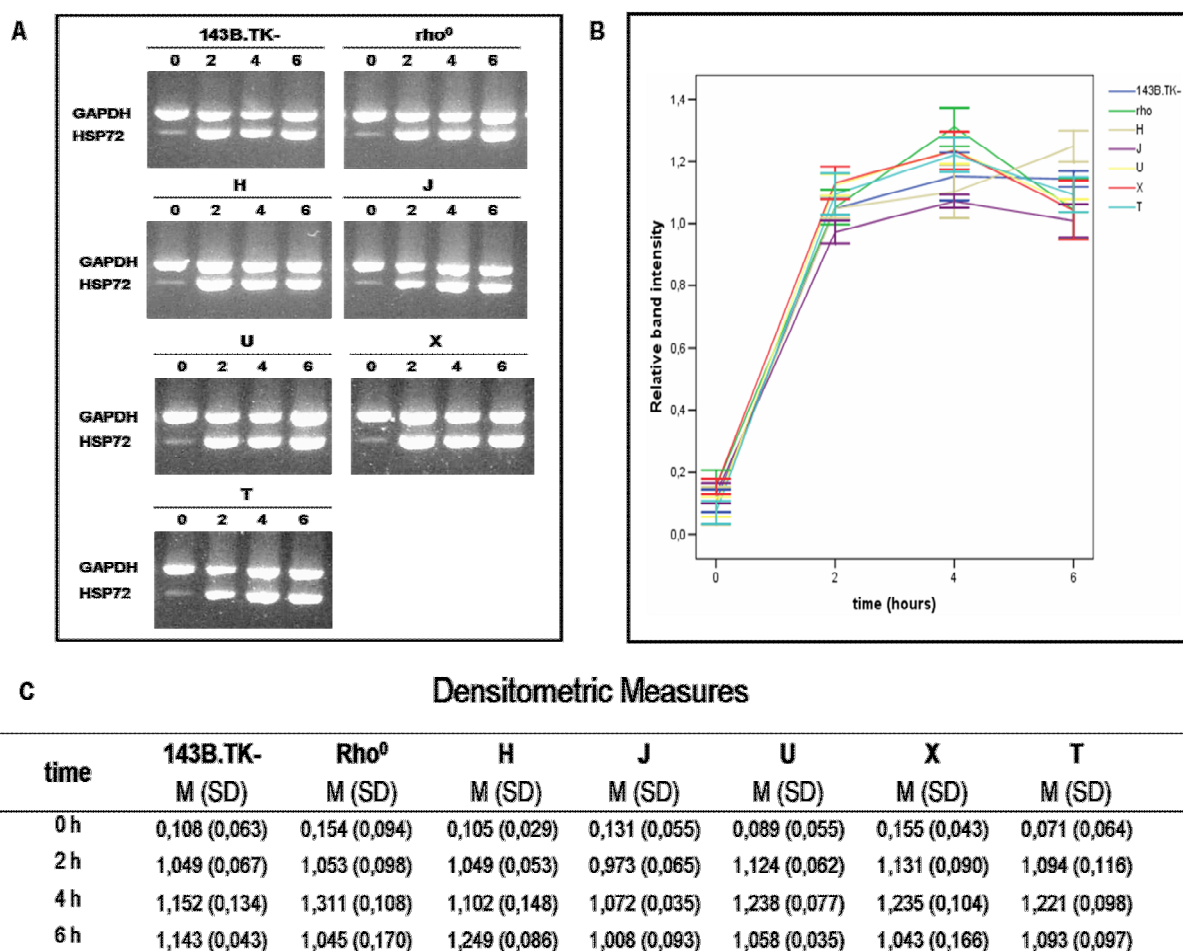 A
143B.TK- rho⁰
0 2 4 6 0 2 4 6
GAPDH
HSP72
H J
0 2 4 6 0 2 4 6
GAPDH
HSP72
U X
0 2 4 6 0 2 4 6
GAPDH
HSP72
T
0 2 4 6
GAPDH
HSP72
B
Relative band intensity
1,4
1,2
1,0
0,8
0,6
0,4
0,2
0,0
0 2 4 6
time (hours)
143B.TK-
rho
H
J
U
X
T
C Densitometric Measures
time 143B.TK- Rho⁰ H J U X T
M (SD) M (SD) M (SD) M (SD) M (SD) M (SD) M (SD)
0 h 0,108 (0,063) 0,154 (0,094) 0,105 (0,029) 0,131 (0,055) 0,089 (0,055) 0,155 (0,043) 0,071 (0,064)
2 h 1,049 (0,067) 1,053 (0,098) 1,049 (0,053) 0,973 (0,065) 1,124 (0,062) 1,131 (0,090) 1,094 (0,116)
4 h 1,152 (0,134) 1,311 (0,108) 1,102 (0,148) 1,072 (0,035) 1,238 (0,077) 1,235 (0,104) 1,221 (0,098)
6 h 1,143 (0,043) 1,045 (0,170) 1,249 (0,086) 1,008 (0,093) 1,058 (0,035) 1,043 (0,166) 1,093 (0,097)